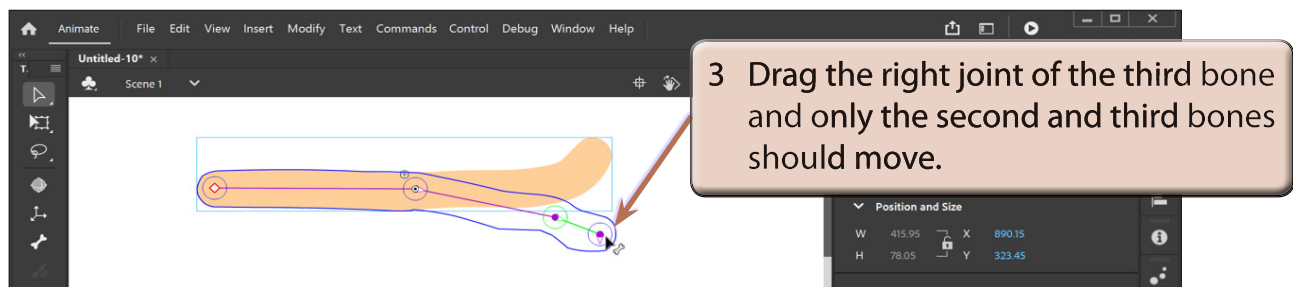 Animate File Edit View Insert Modify Text Commands Control Debug Window Help
Untitled-10* ×
T.
Scene 1
3 Drag the right joint of the third bone
and only the second and third bones
should move.
Position and Size
W 415.95 X 890.15
H 78.05 Y 323.45